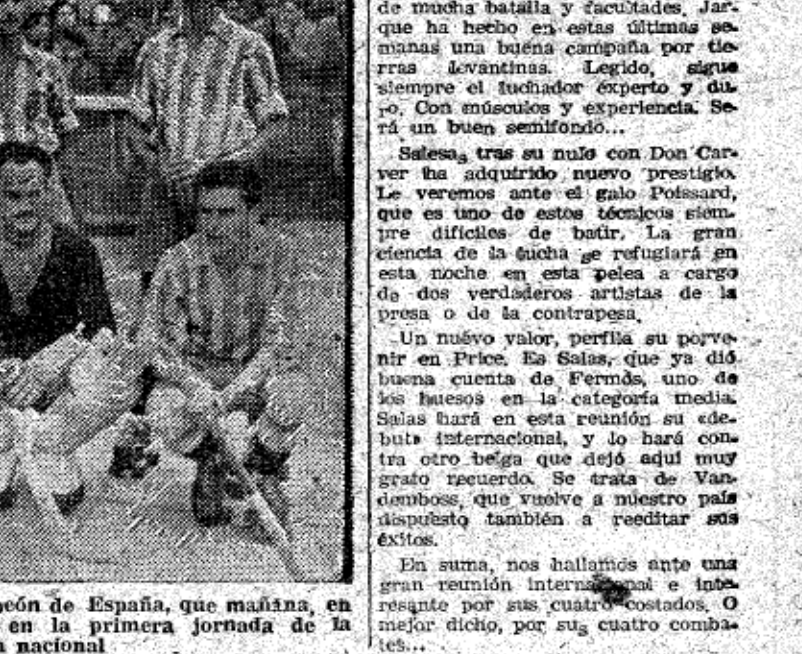 de mucha batalla y facultades. Jar-
que ha hecho en estas últimas se-
manas una buena campaña por tie-
rras levantinas. Legido, sigue
siempre el luchador experto y du-
ro. Con músculos y experiencia. Se-
rá un buen semifondo...
Salesas tras su nulo con Don Car-
ver ha adquirido nuevo prestigio.
Le veremos ante el galo Poissard,
que es uno de estos técnicos siem-
pre difíciles de batir. La gran
ciencia de la lucha se refugiará en
esta noche en esta pelea a cargo
de dos verdaderos artistas de la
presa o de la contrapesa.
Un nuevo valor, perfila su porve-
nir en Price. Es Salas, que ya dió
buena cuenta de Fermós, uno de
los huesos en la categoría media.
Salas hará en esta reunión su «de-
but» internacional, y lo hará con-
tra otro belga que dejó aquí muy
grato recuerdo. Se trata de Van-
demboss, que vuelve a nuestro país
dispuesto también a reeditar sus
éxitos.
En suma, nos hallamos ante una
gran reunión internacional e inte-
resante por sus cuatro costados. O
mejor dicho, por sus cuatro comba-
tes...
peón de España, que mañina, en
en la primera jornada de la
a nacional